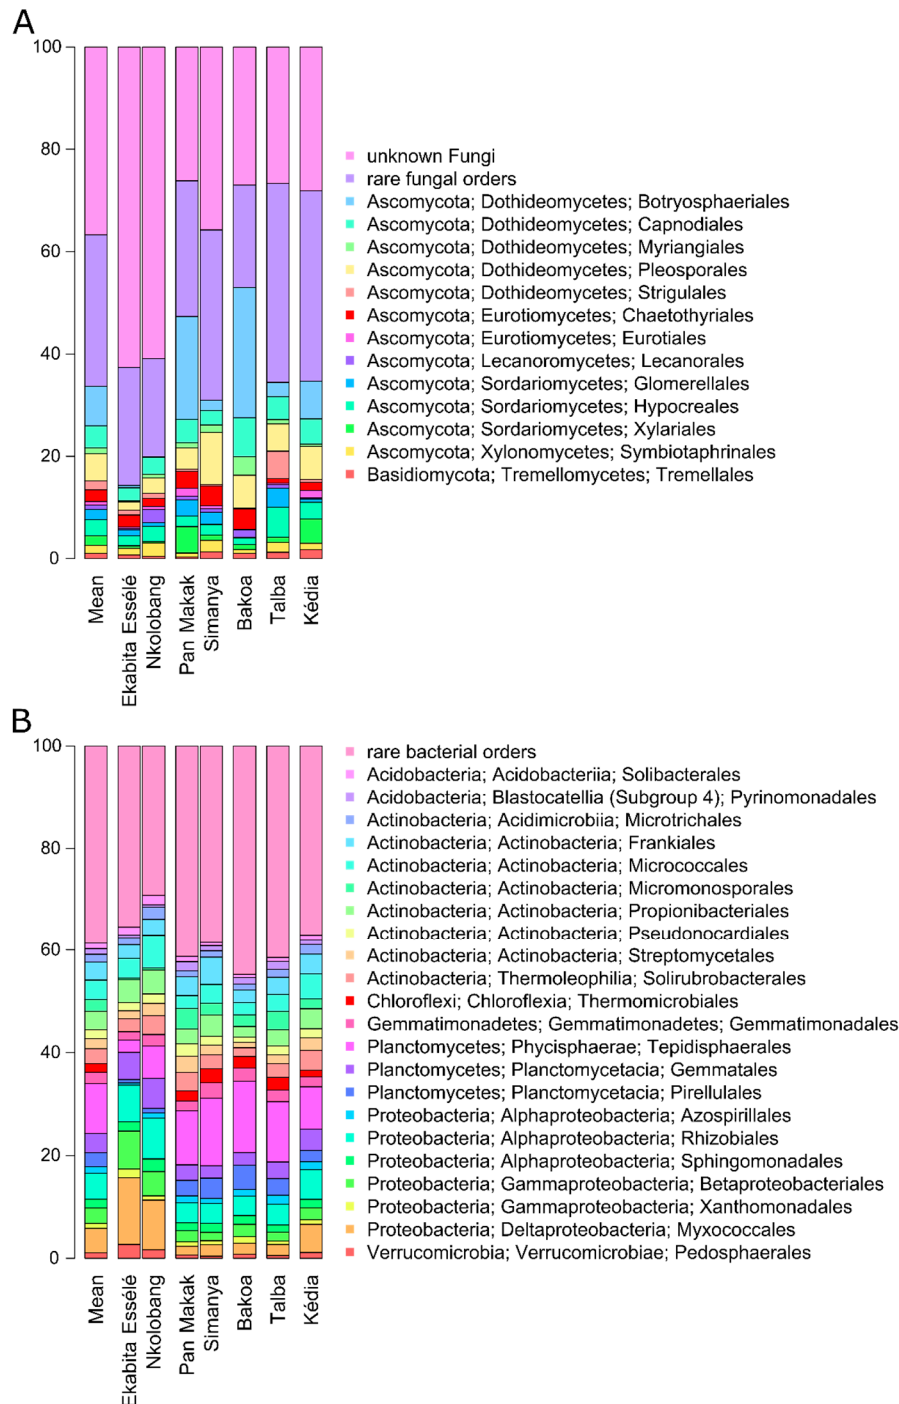 A
100
80
60
40
20
0
unknown Fungi
rare fungal orders
Ascomycota; Dothideomycetes; Botryosphaeriales
Ascomycota; Dothideomycetes; Capnodiales
Ascomycota; Dothideomycetes; Myriangiales
Ascomycota; Dothideomycetes; Pleosporales
Ascomycota; Dothideomycetes; Strigulales
Ascomycota; Eurotiomycetes; Chaetothyriales
Ascomycota; Eurotiomycetes; Eurotiales
Ascomycota; Lecanoromycetes; Lecanorales
Ascomycota; Sordariomycetes; Glomerellales
Ascomycota; Sordariomycetes; Hypocreales
Ascomycota; Sordariomycetes; Xylariales
Ascomycota; Xylonomycetes; Symbiotaphrinales
Basidiomycota; Tremellomycetes; Tremellales
Mean
Ekabita Essélé
Nkolobang
Pan Makak
Simanya
Bakoa
Talba
Kédia
B
100
80
60
40
20
0
rare bacterial orders
Acidobacteria; Acidobacteriia; Solibacterales
Acidobacteria; Blastocatellia (Subgroup 4); Pyrinomonadales
Actinobacteria; Acidimicrobiia; Microtrichales
Actinobacteria; Actinobacteria; Frankiales
Actinobacteria; Actinobacteria; Micrococcales
Actinobacteria; Actinobacteria; Micromonosporales
Actinobacteria; Actinobacteria; Propionibacteriales
Actinobacteria; Actinobacteria; Pseudonocardiales
Actinobacteria; Actinobacteria; Streptomycetales
Actinobacteria; Thermoleophilia; Solirubrobacterales
Chloroflexi; Chloroflexia; Thermomicrobiales
Gemmatimonadetes; Gemmatimonadetes; Gemmatimonadales
Planctomycetes; Phycisphaerae; Tepidisphaerales
Planctomycetes; Planctomycetacia; Gemmatales
Planctomycetes; Planctomycetacia; Pirellulales
Proteobacteria; Alphaproteobacteria; Azospirillales
Proteobacteria; Alphaproteobacteria; Rhizobiales
Proteobacteria; Alphaproteobacteria; Sphingomonadales
Proteobacteria; Gammaproteobacteria; Betaproteobacteriales
Proteobacteria; Gammaproteobacteria; Xanthomonadales
Proteobacteria; Deltaproteobacteria; Myxococcales
Verrucomicrobia; Verrucomicrobiae; Pedosphaerales
Mean
Ekabita Essélé
Nkolobang
Pan Makak
Simanya
Bakoa
Talba
Kédia